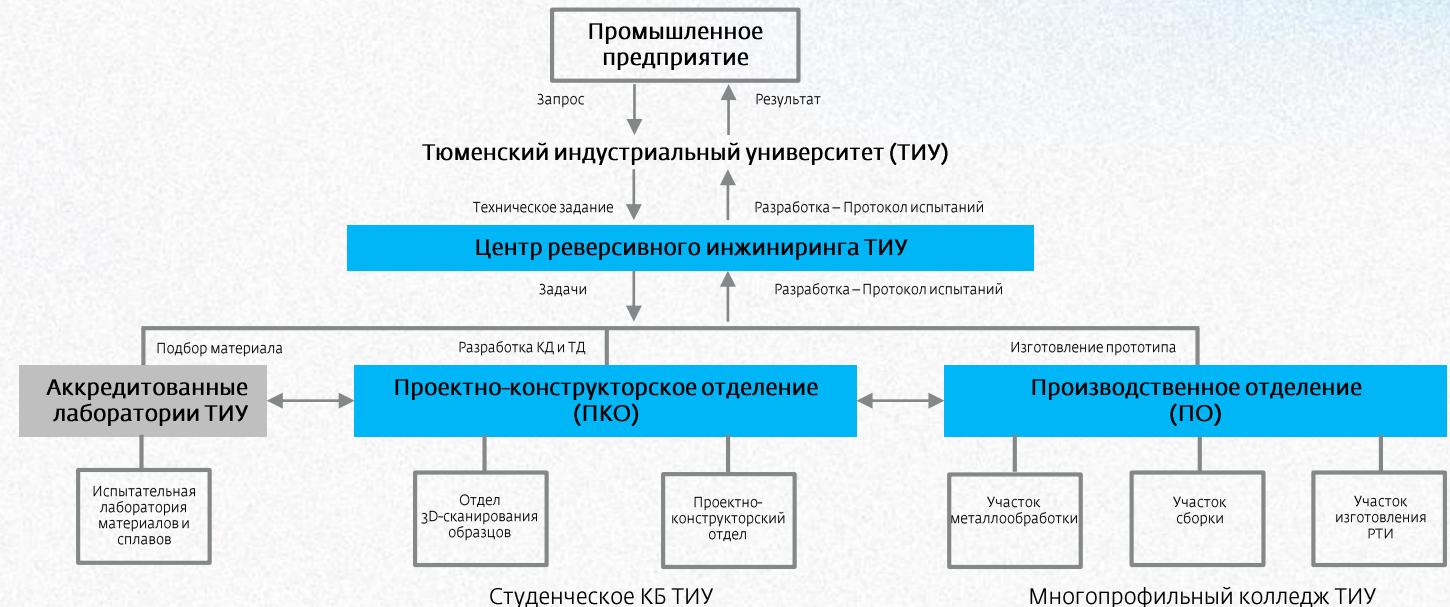 Промышленное
предприятие
Запрос
Результат
Тюменский индустриальный университет (ТИУ)
Техническое задание
Разработка – Протокол испытаний
Центр реверсивного инжиниринга ТИУ
Задачи
Разработка – Протокол испытаний
Подбор материала
Разработка КД и ТД
Изготовление прототипа
Аккредитованные
лаборатории ТИУ
Проектно-конструкторское отделение
(ПКО)
Производственное отделение
(ПО)
Испытательная
лаборатория
материалов и
сплавов
Отдел
3D-сканирования
образцов
Проектно-
конструкторский
отдел
Участок
металлообработки
Участок
сборки
Участок
изготовления
РТИ
Студенческое КБ ТИУ
Многопрофильный колледж ТИУ